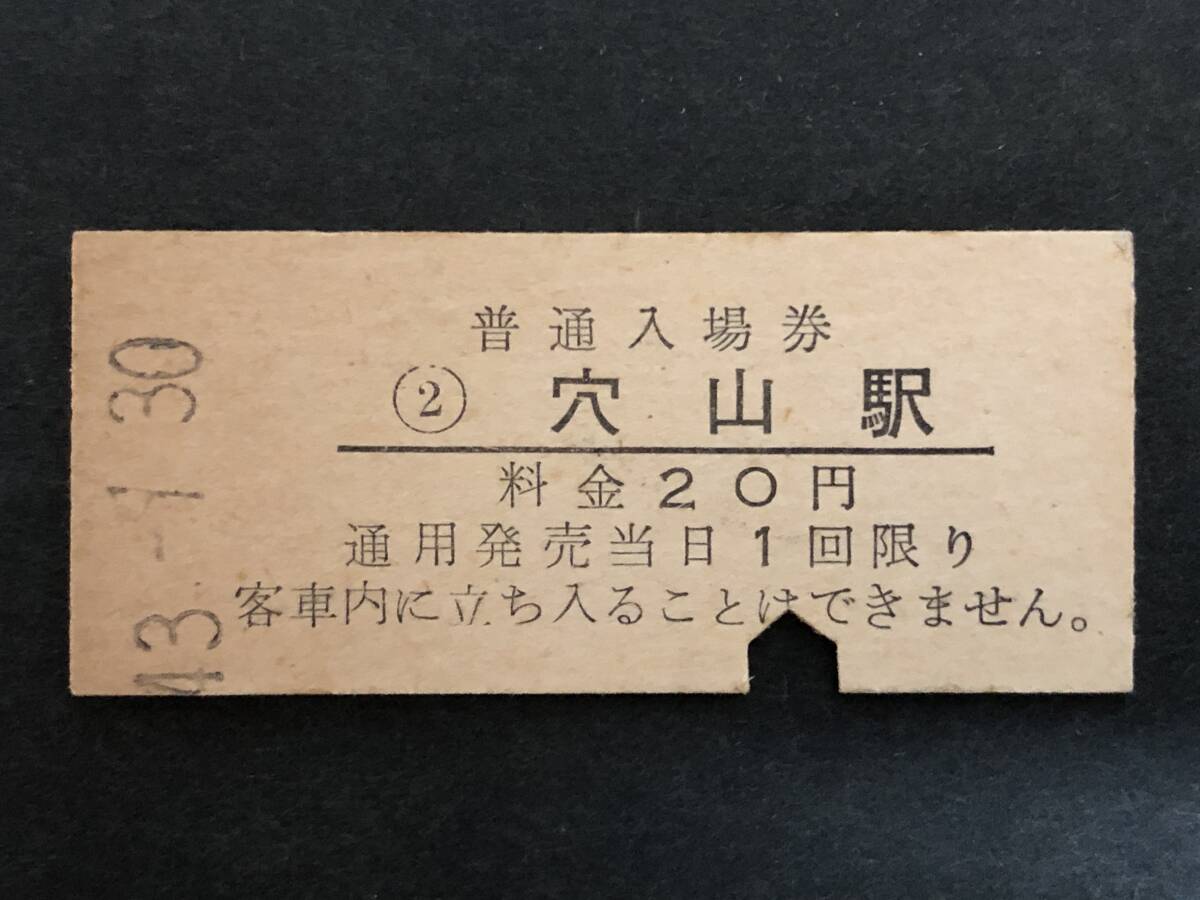 普通入場券
② 穴山駅
料金20円
通用発売当日1回限り
客車内に立ち入ることはできません。
43.-1.30